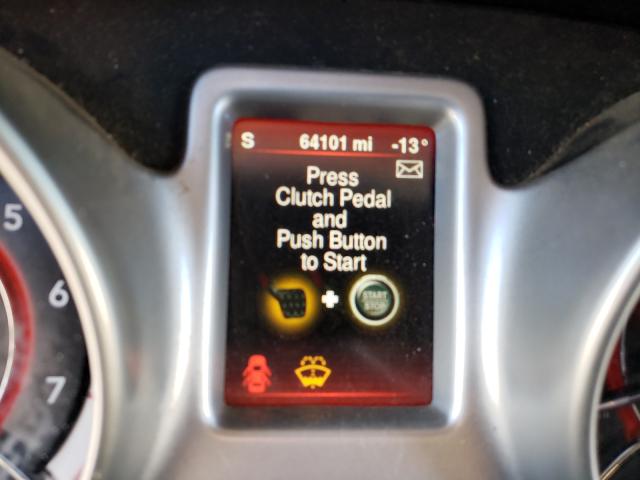 S 64101 mi -13°
Press
Clutch Pedal
and
Push Button
to Start
START
STOP
5
6
7